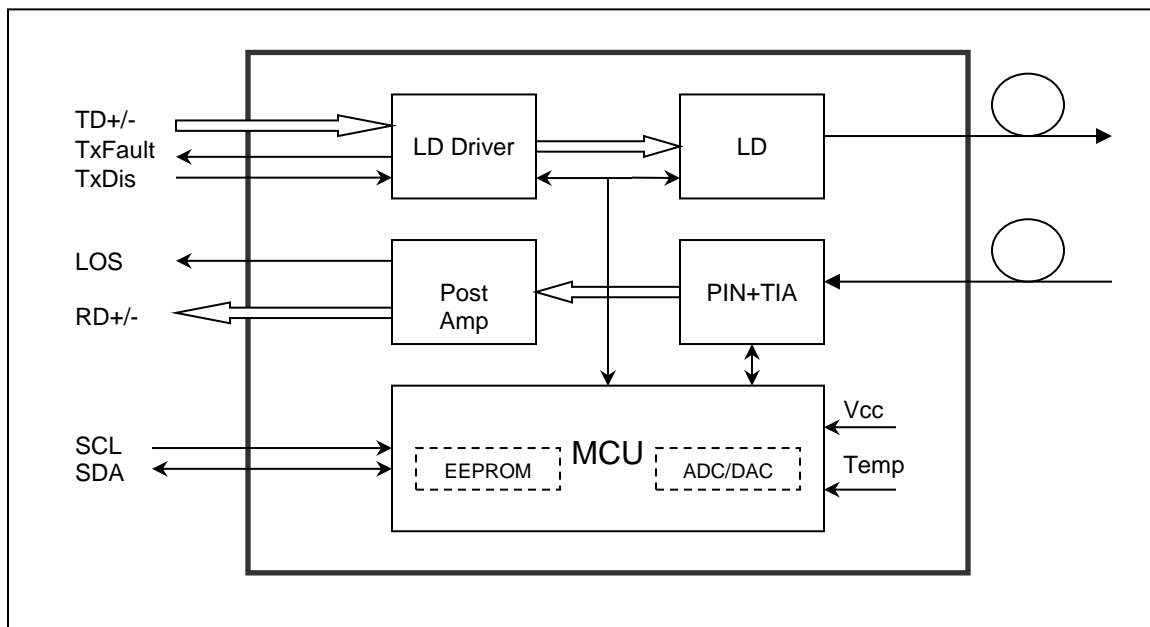 TD+/-
TxFault
TxDis
LD Driver
LD
LOS
RD+/-
Post
Amp
PIN+TIA
SCL
SDA
MCU
EEPROM
ADC/DAC
Vcc
Temp